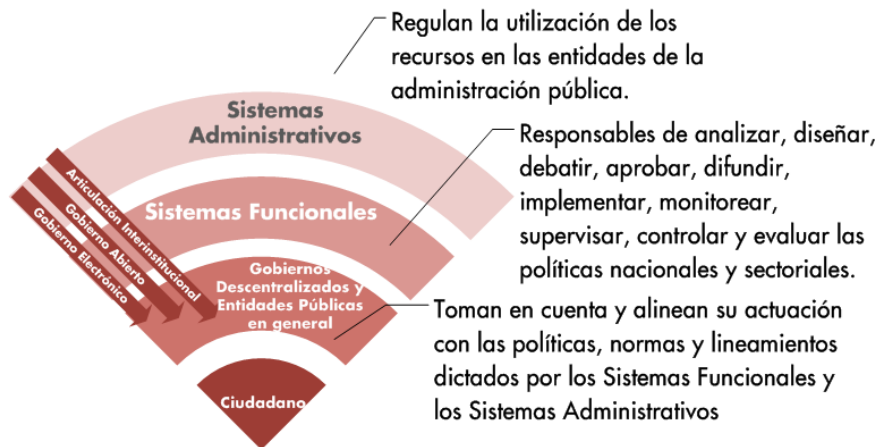 Regulan la utilización de los
recursos en las entidades de la
administración pública.
Sistemas
Administrativos
Responsables de analizar, diseñar,
debatir, aprobar, difundir,
implementar, monitorear,
supervisar, controlar y evaluar las
políticas nacionales y sectoriales.
Articulación Interinstitucional
Gobierno Abierto
Gobierno Electrónico
Sistemas Funcionales
Gobiernos
Descentralizados y
Entidades Públicas
en general
Toman en cuenta y alinean su actuación
con las políticas, normas y lineamientos
dictados por los Sistemas Funcionales y
los Sistemas Administrativos
Ciudadano